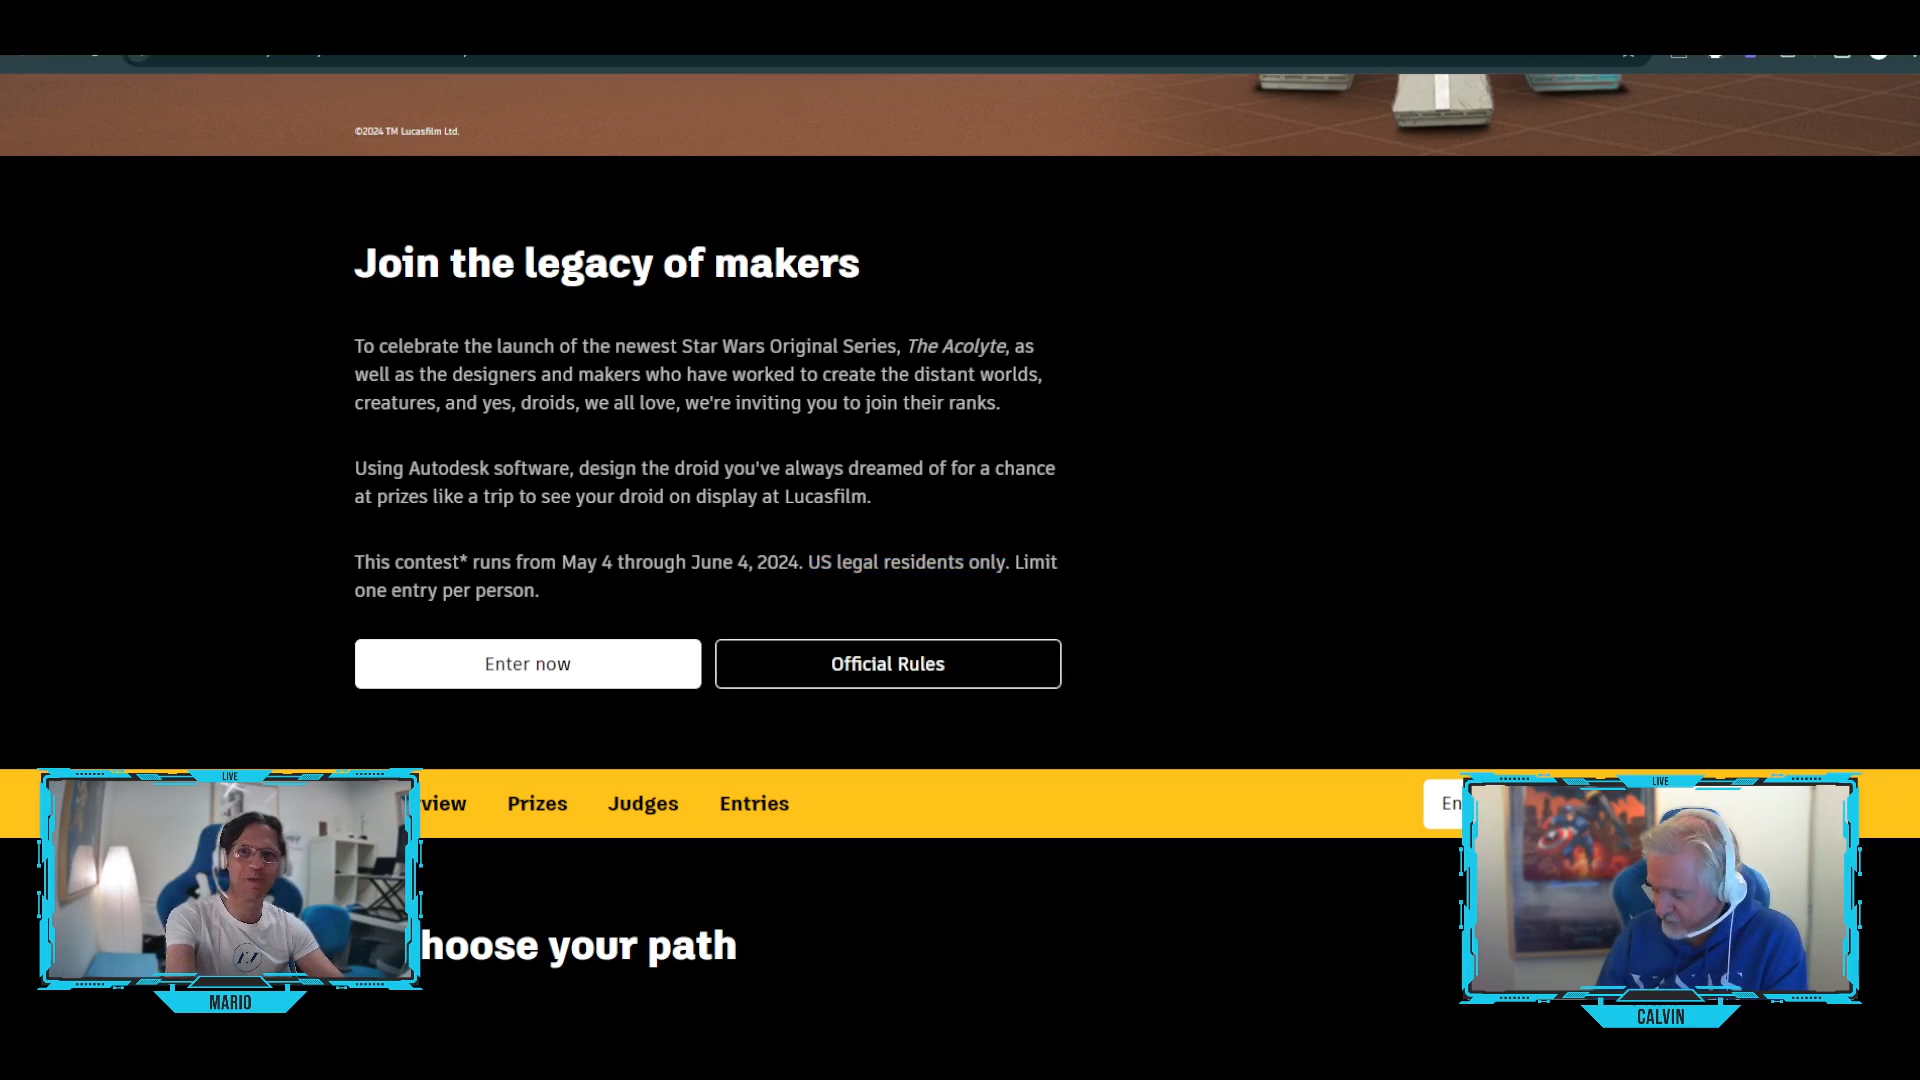 ©2024 TM Lucasfilm Ltd.
Join the legacy of makers
To celebrate the launch of the newest Star Wars Original Series, The Acolyte, as
well as the designers and makers who have worked to create the distant worlds,
creatures, and yes, droids, we all love, we're inviting you to join their ranks.
Using Autodesk software, design the droid you've always dreamed of for a chance
at prizes like a trip to see your droid on display at Lucasfilm.
This contest* runs from May 4 through June 4, 2024. US legal residents only. Limit
one entry per person.
Enter now
Official Rules
LIVE
LIVE
view Prizes Judges Entries En
hoose your path
MARIO
CALVIN